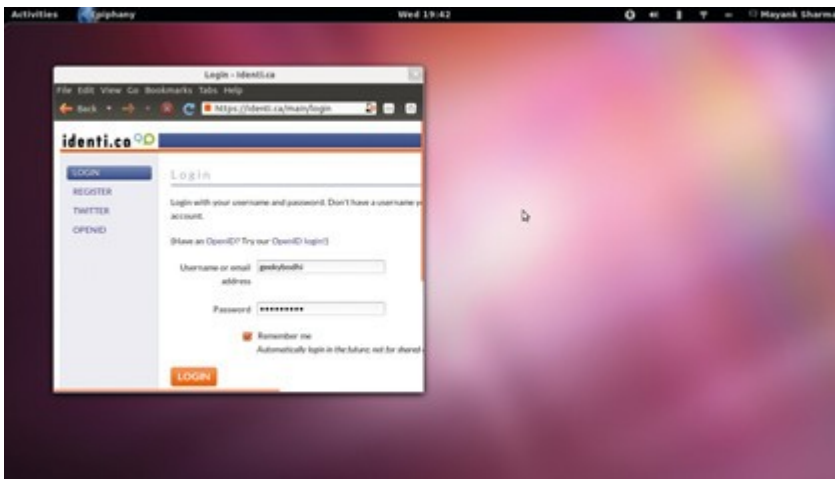 Activities Epiphany Wed 19:42 Mayank Sharma
Login - Identi.ca
File Edit View Go Bookmarks Tabs Help
Back https://identi.ca/main/login
identi.ca
LOGIN
REGISTER
TWITTER
OPENID
Login
Login with your username and password. Don't have a username
account.
(Have an OpenID? Try our OpenID login!)
Username or email geekybodhi
address
Password •••••••••
Remember me
Automatically login in the future; not for shared
LOGIN